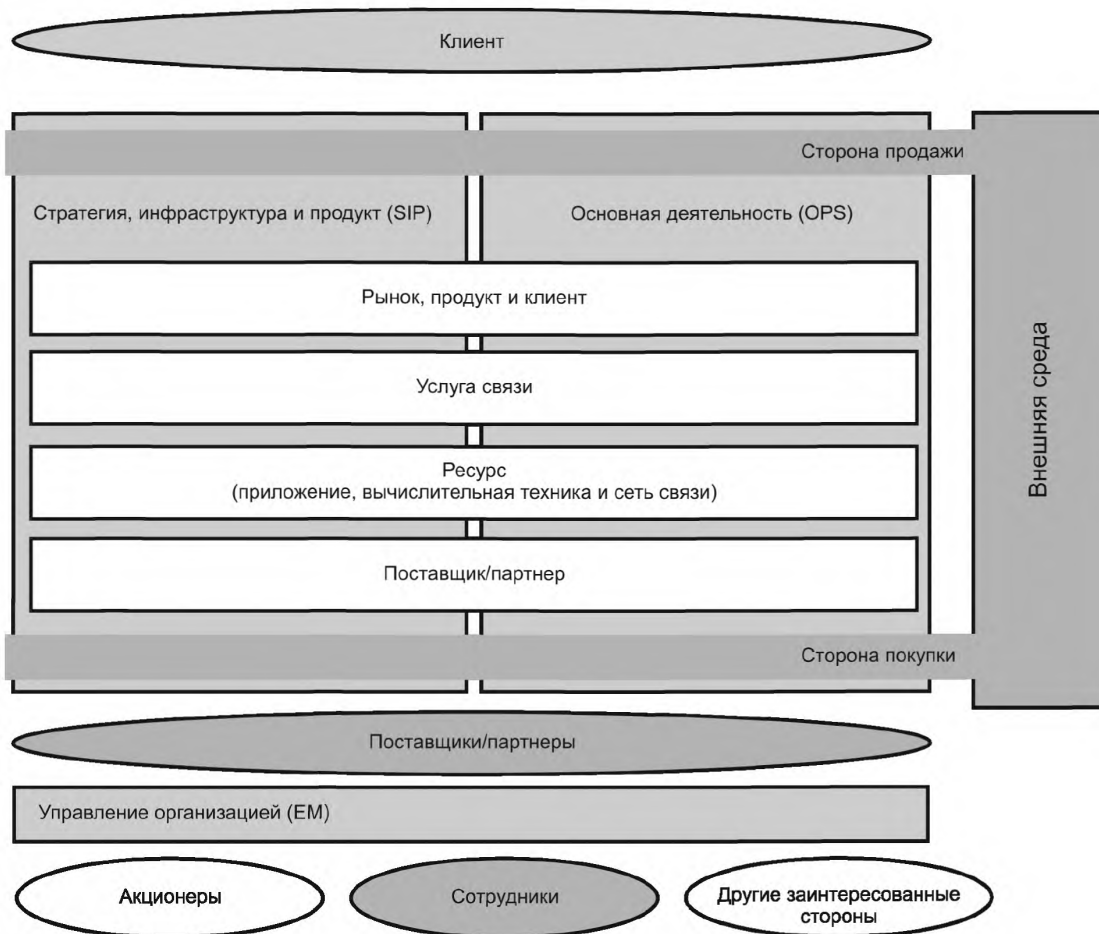 Клиент
Сторона продажи
Стратегия, инфраструктура и продукт (SIP)
Основная деятельность (OPS)
Рынок, продукт и клиент
Услуга связи
Ресурс
(приложение, вычислительная техника и сеть связи)
Поставщик/партнер
Сторона покупки
Внешняя среда
Поставщики/партнеры
Управление организацией (EM)
Акционеры
Сотрудники
Другие заинтересованные
стороны